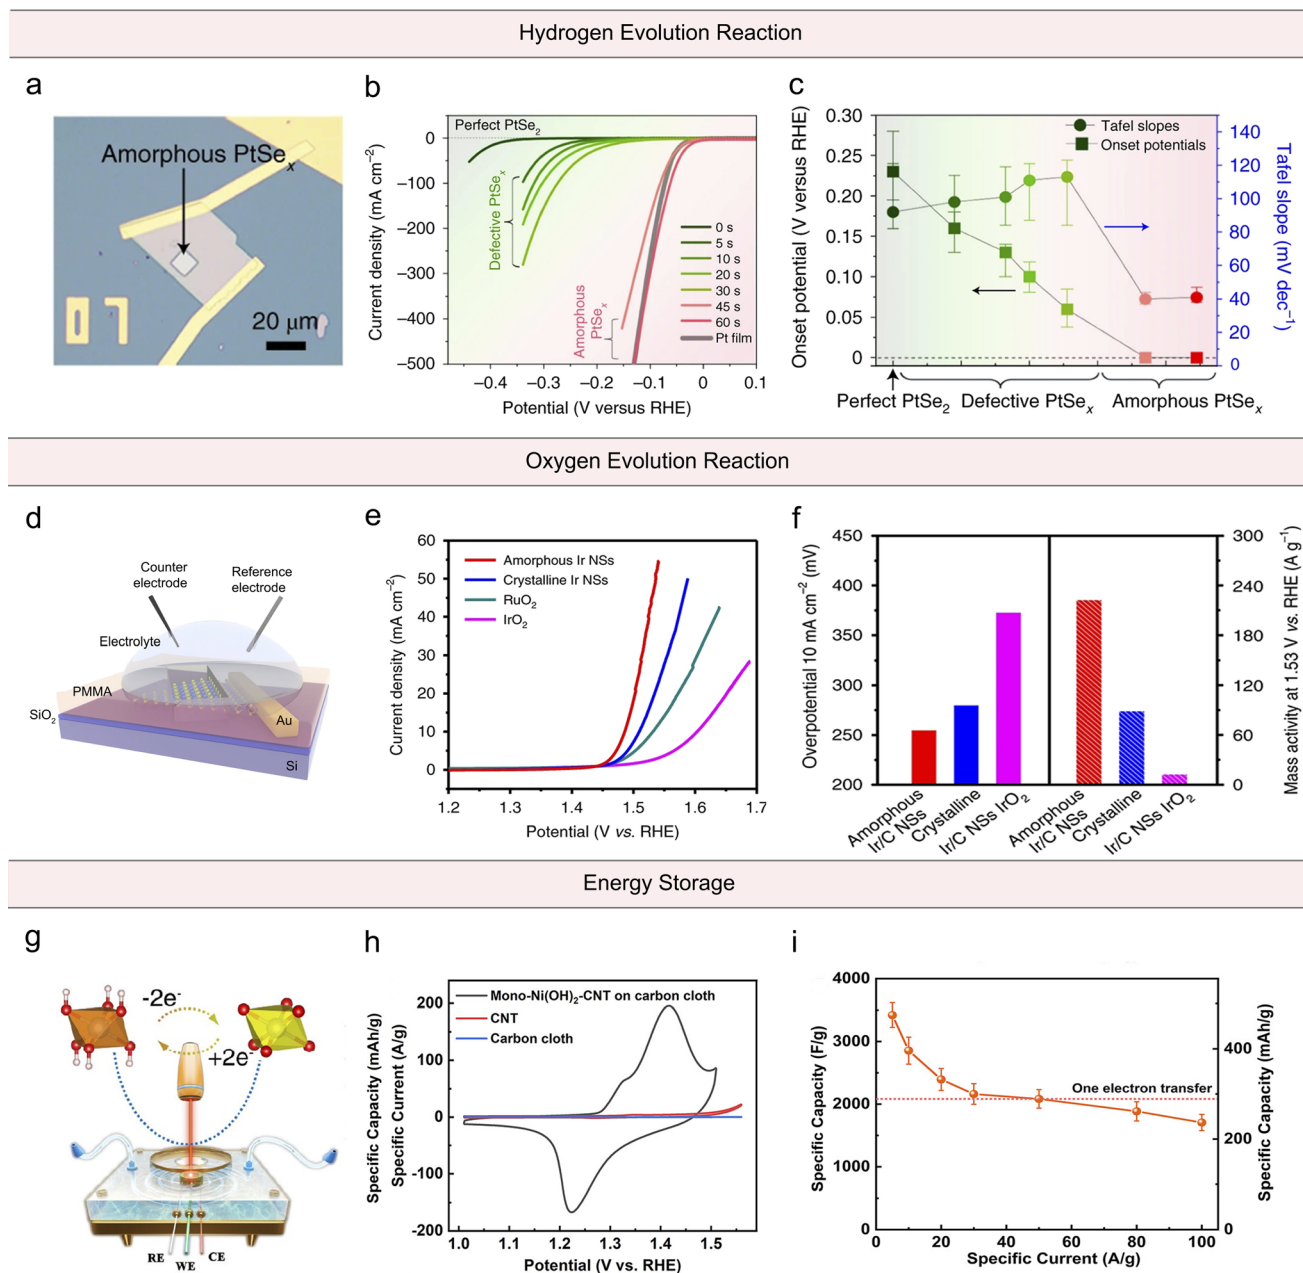 Hydrogen Evolution Reaction
a
Amorphous PtSeₓ
07
20 μm
b
Perfect PtSe₂
Defective PtSeₓ
Amorphous
PtSeₓ
0 s
5 s
10 s
20 s
30 s
45 s
60 s
Pt film
Current density (mA cm⁻²)
0
−100
−200
−300
−400
−500
−0.4
−0.3
−0.2
−0.1
0
0.1
Potential (V versus RHE)
c
Tafel slopes
Onset potentials
Onset potential (V versus RHE)
0.30
0.25
0.20
0.15
0.10
0.05
0
Tafel slope (mV dec⁻¹)
140
120
100
80
60
40
20
0
Perfect PtSe₂
Defective PtSeₓ
Amorphous PtSeₓ
Oxygen Evolution Reaction
d
Counter
electrode
Reference
electrode
Electrolyte
PMMA
SiO₂
Au
Si
e
Amorphous Ir NSs
Crystalline Ir NSs
RuO₂
IrO₂
Current density (mA cm⁻²)
60
50
40
30
20
10
0
1.2
1.3
1.4
1.5
1.6
1.7
Potential (V vs. RHE)
f
Overpotential 10 mA cm⁻² (mV)
450
400
350
300
250
200
Mass activity at 1.53 V vs. RHE (A g⁻¹)
300
240
180
120
60
0
Amorphous
Ir/C NSs
Crystalline
Ir/C NSs
IrO₂
Amorphous
Ir/C NSs
Crystalline
Ir/C NSs
IrO₂
Energy Storage
g
-2e⁻
+2e⁻
RE
WE
CE
h
Mono-Ni(OH)₂-CNT on carbon cloth
CNT
Carbon cloth
Specific Capacity (mAh/g)
Specific Current (A/g)
200
100
0
-100
-200
1.0
1.1
1.2
1.3
1.4
1.5
Potential (V vs. RHE)
i
One electron transfer
Specific Capacity (F/g)
4000
3000
2000
1000
0
Specific Capacity (mAh/g)
400
200
0
0
20
40
60
80
100
Specific Current (A/g)